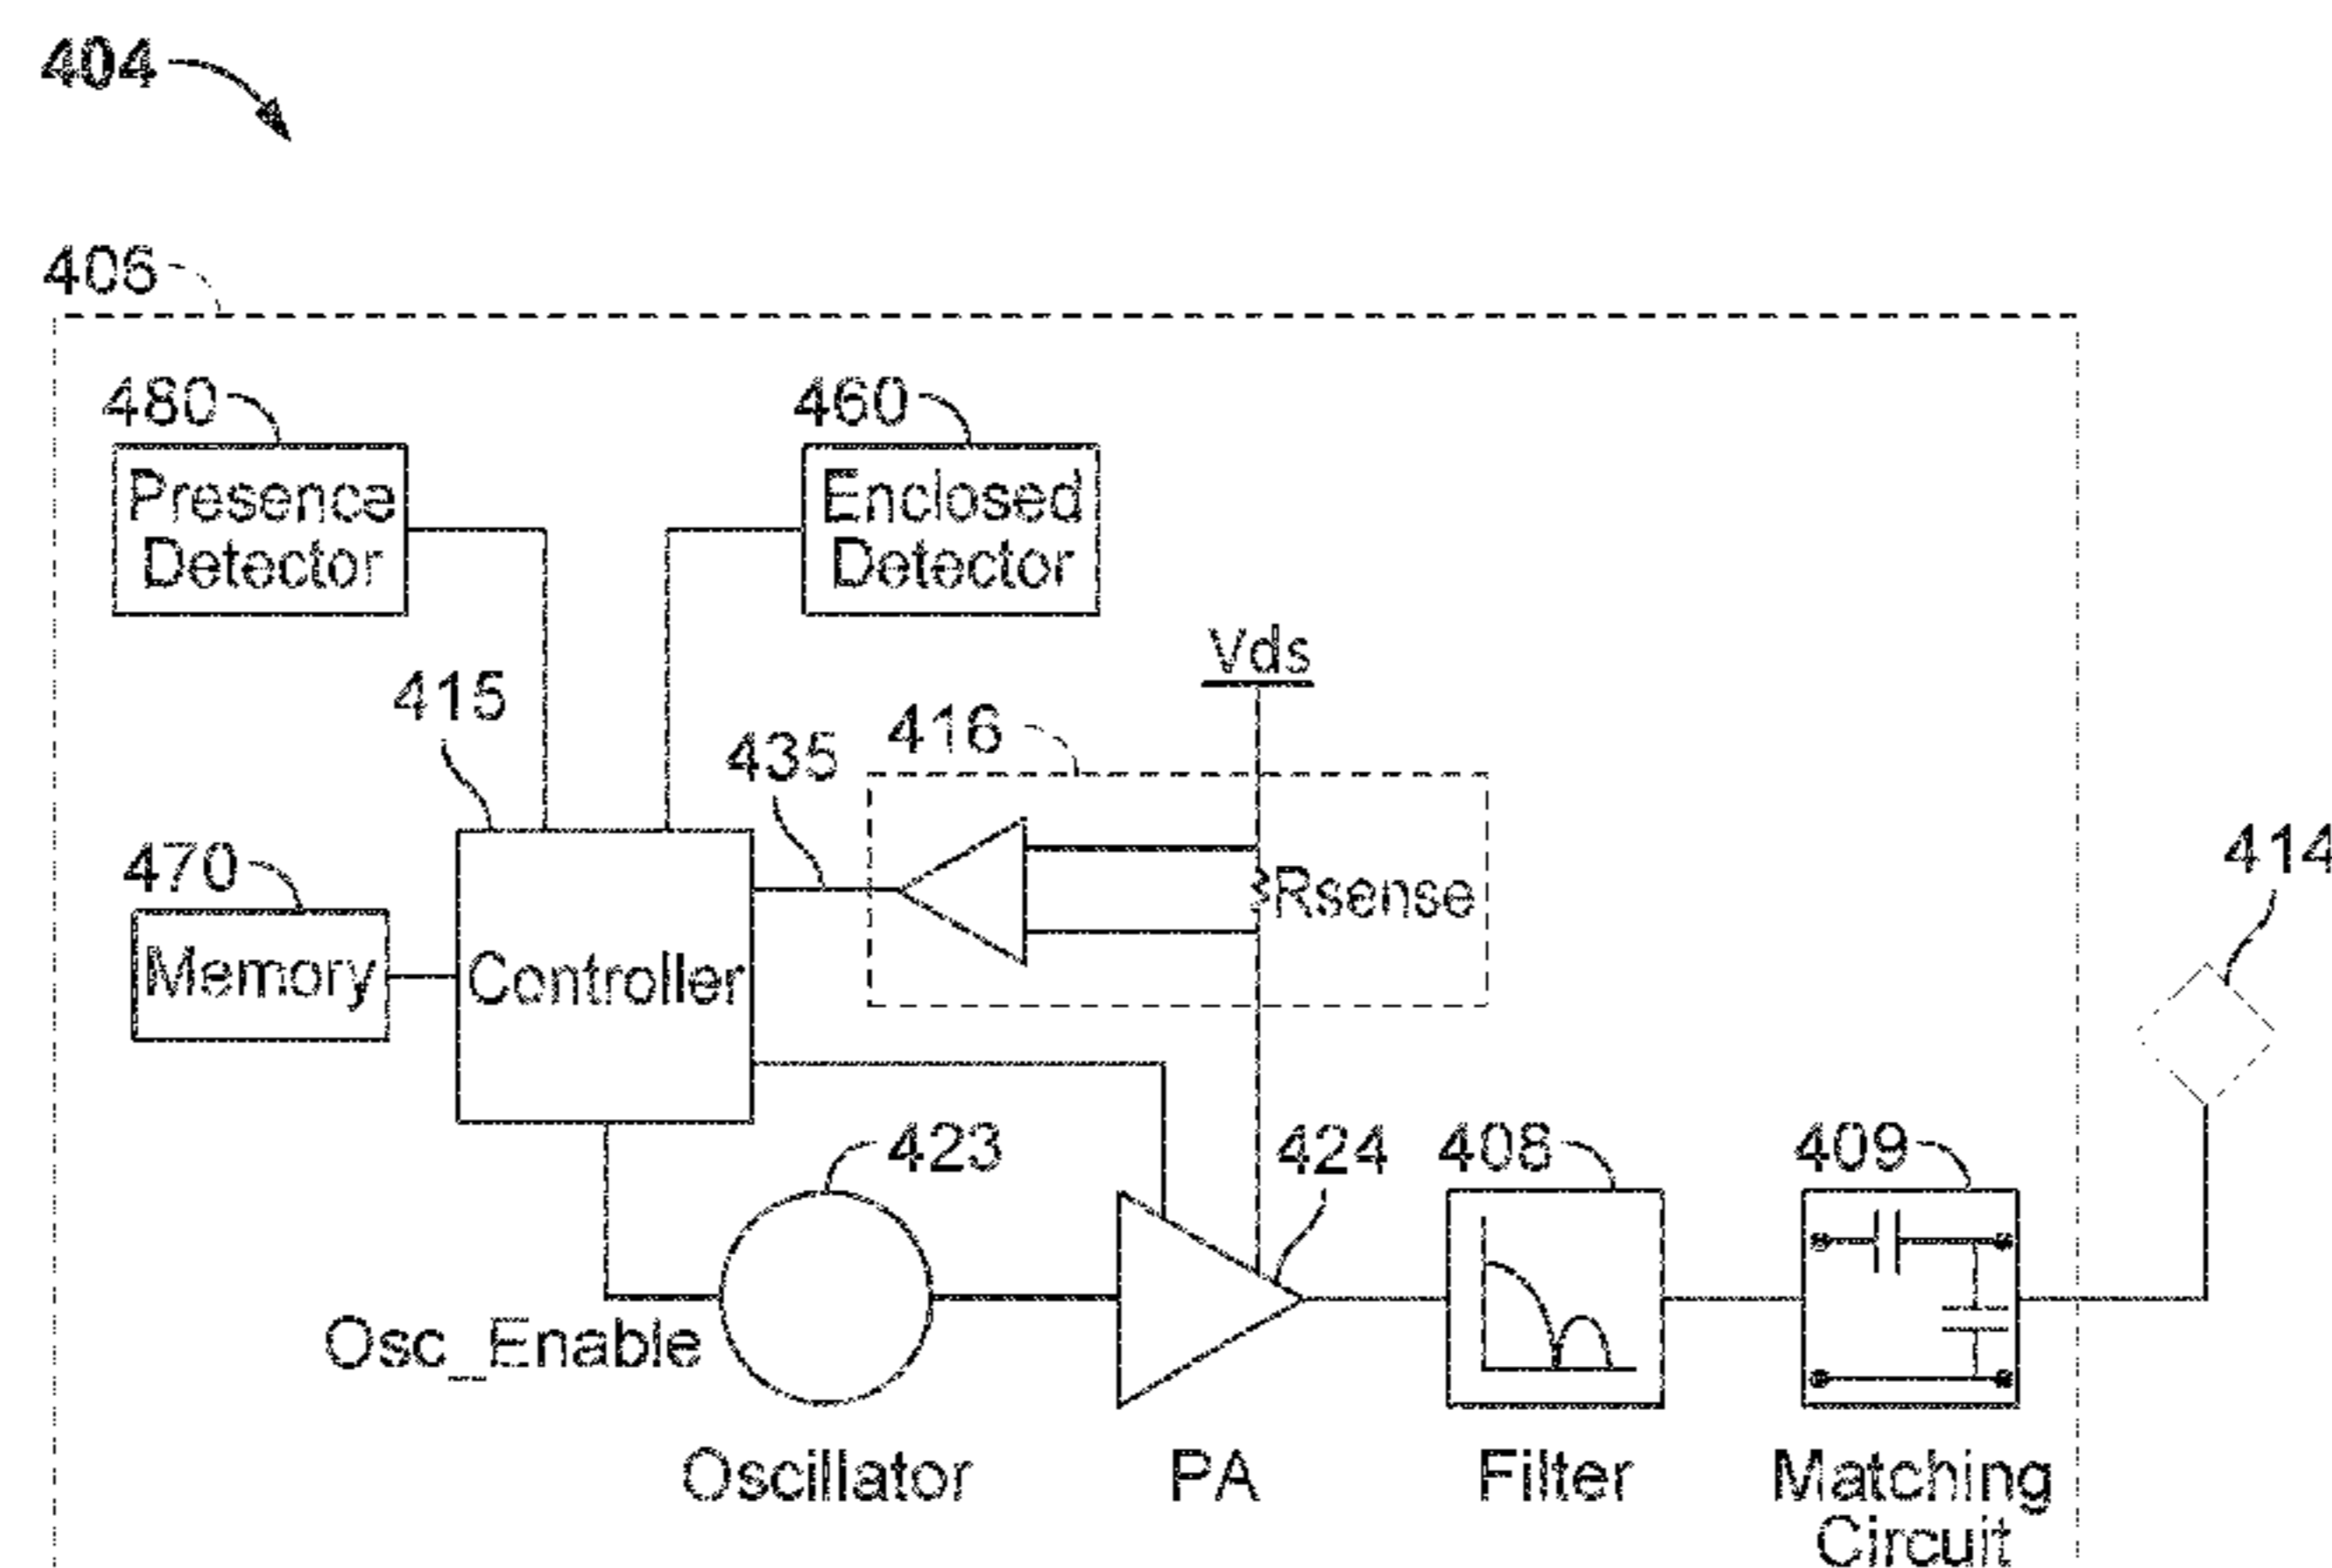 404
406
480
460
Presence
Detector
Enclosed
Detector
Vds
415
416
435
470
414
Memory
Controller
Rsense
423
424
408
409
Osc_Enable
Oscillator
PA
Filter
Matching
Circuit